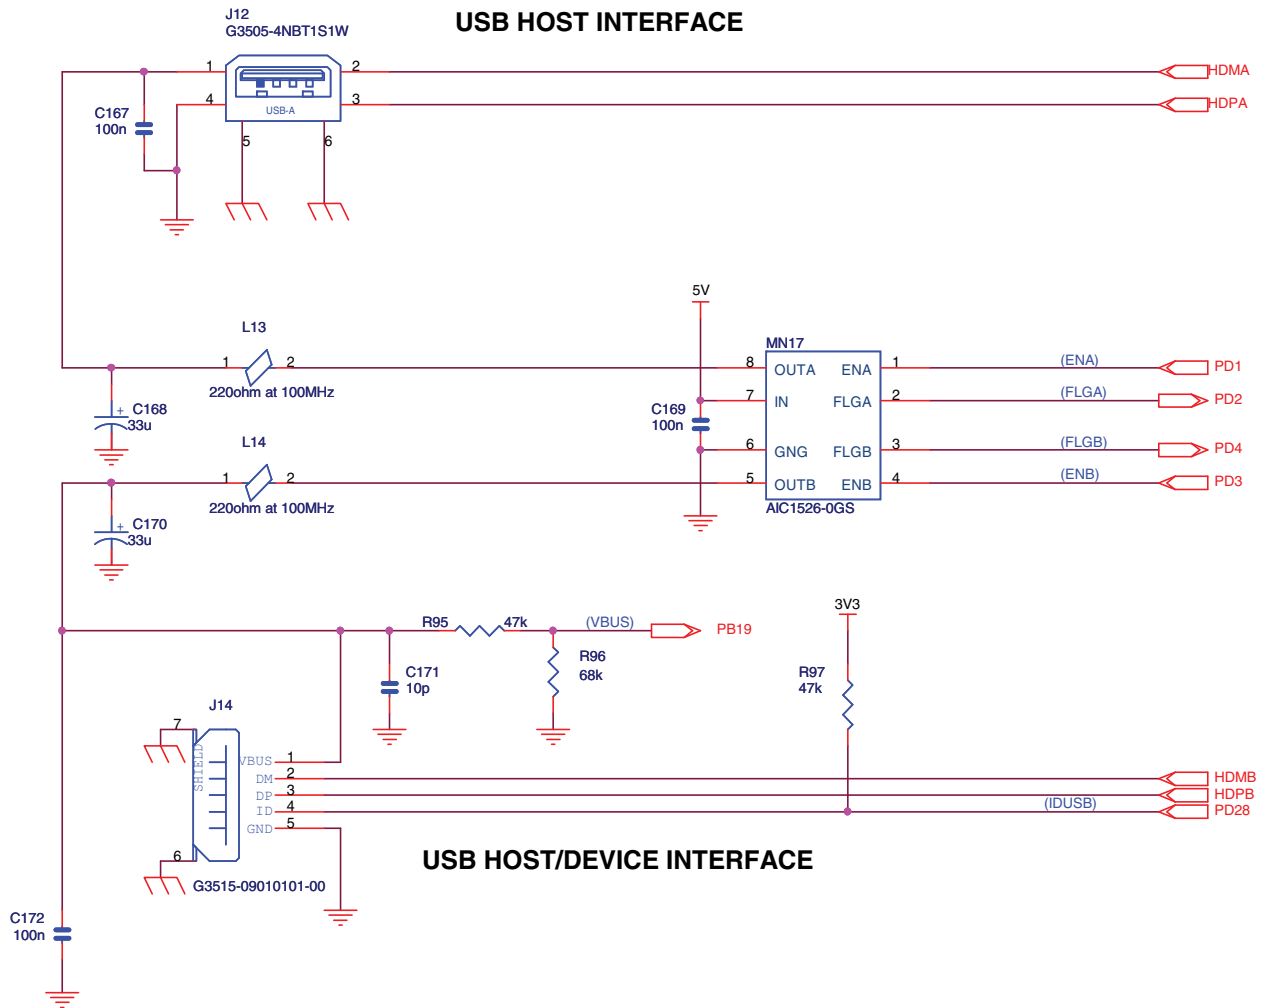 J12
G3505-4NBT1S1W
USB HOST INTERFACE
1
2
HDMA
4
3
HDPA
USB-A
C167
100n
5
6
5V
L13
MN17
1
2
8
OUTA
ENA
1
(ENA)
PD1
220ohm at 100MHz
7
IN
FLGA
2
(FLGA)
PD2
+
C168
33u
C169
100n
L14
6
GNG
FLGB
3
(FLGB)
PD4
1
2
5
OUTB
ENB
4
(ENB)
PD3
220ohm at 100MHz
AIC1526-0GS
+
C170
33u
3V3
R95
47k
(VBUS)
PB19
R96
68k
C171
10p
R97
47k
J14
7
SHIELD
VBUS
1
DM
2
HDMB
DP
3
HDPB
ID
4
(IDUSB)
PD28
GND
5
6
USB HOST/DEVICE INTERFACE
G3515-09010101-00
C172
100n